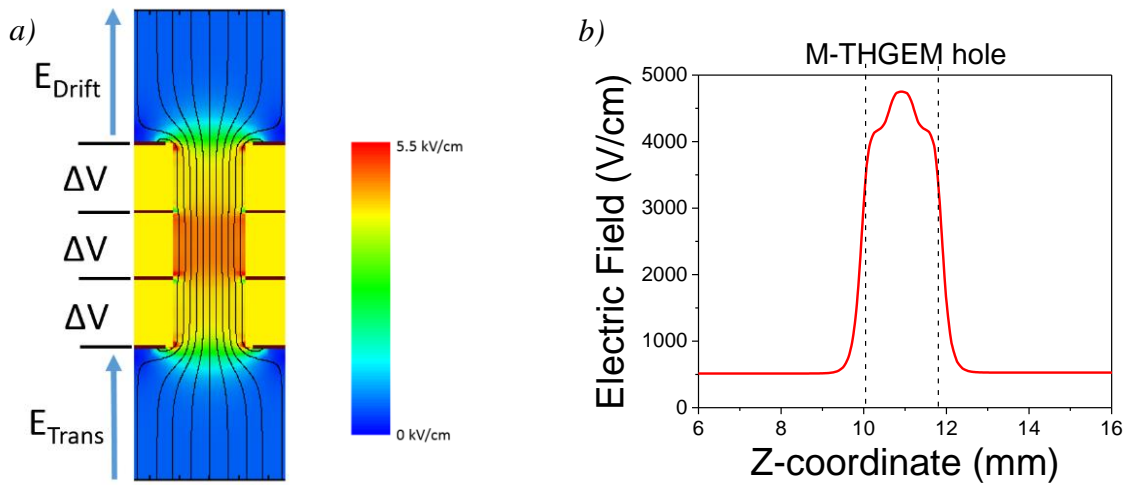 a)
E_Drift
ΔV
ΔV
ΔV
E_Trans
5.5 kV/cm
0 kV/cm
b)
M-THGEM hole
Electric Field (V/cm)
5000
4000
3000
2000
1000
0
6 8 10 12 14 16
Z-coordinate (mm)